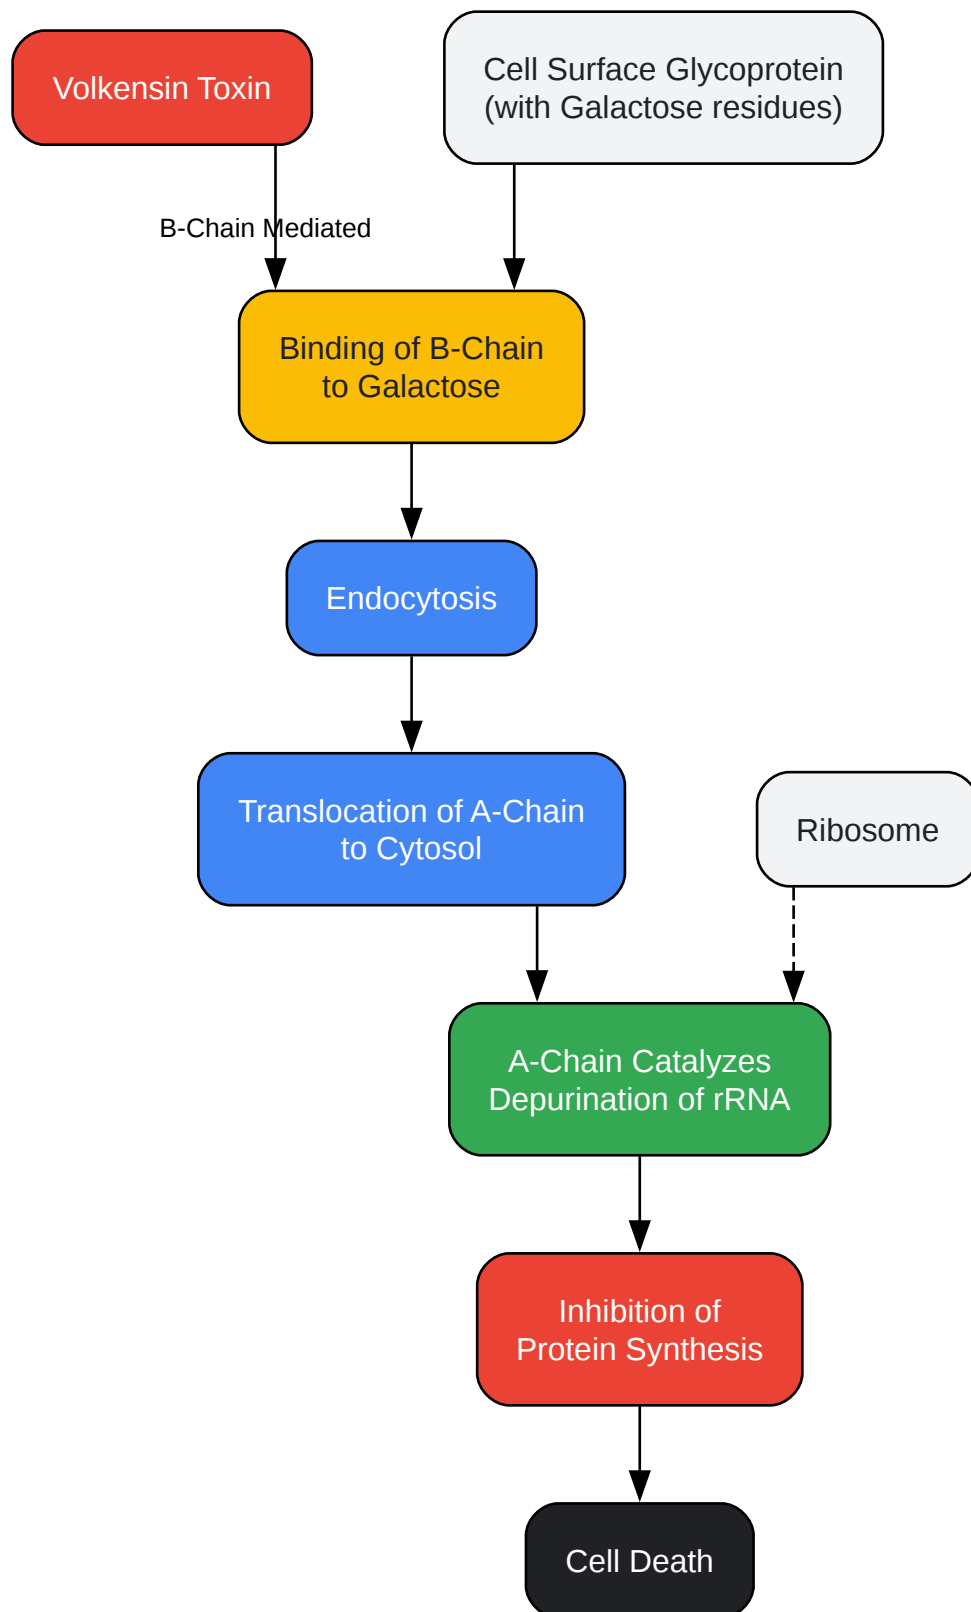 Volkensin Toxin
Cell Surface Glycoprotein
(with Galactose residues)
B-Chain Mediated
Binding of B-Chain
to Galactose
Endocytosis
Translocation of A-Chain
to Cytosol
Ribosome
A-Chain Catalyzes
Depurination of rRNA
Inhibition of
Protein Synthesis
Cell Death